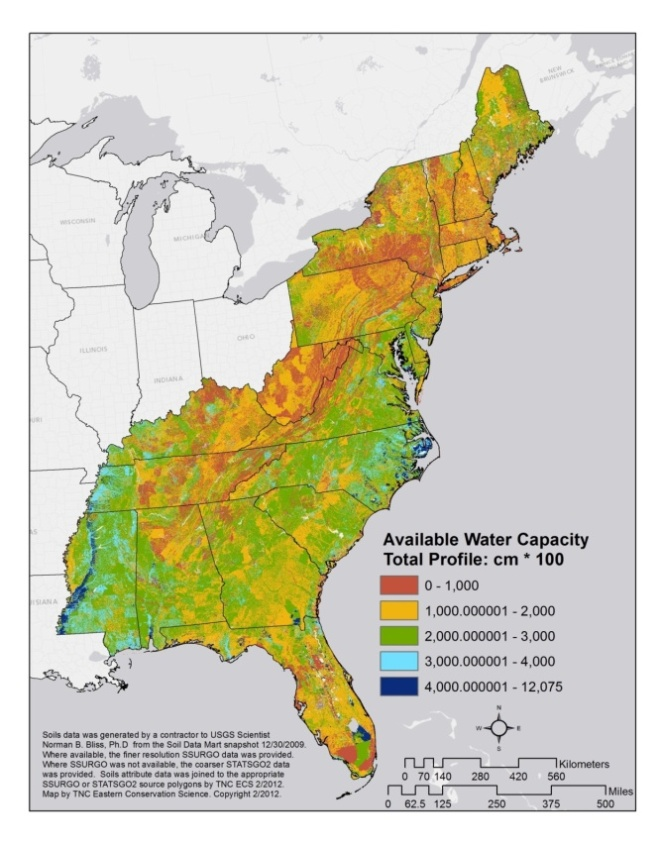 NEW
BRUNSWICK
WISCONSIN
MICHIGAN
OHIO
ILLINOIS
INDIANA
URI
AS
ISIANA
Available Water Capacity
Total Profile: cm * 100
0 - 1,000
1,000.000001 - 2,000
2,000.000001 - 3,000
3,000.000001 - 4,000
4,000.000001 - 12,075
N
W E
S
Soils data was generated by a contractor to USGS Scientist
Norman B. Bliss, Ph.D from the Soil Data Mart snapshot 12/30/2009.
Where available, the finer resolution SSURGO data was provided.
Where SSURGO was not available, the coarser STATSGO2 data
was provided. Soils attribute data was joined to the appropriate
SSURGO or STATSGO2 source polygons by TNC ECS 2/2012.
Map by TNC Eastern Conservation Science. Copyright 2/2012.
Kilometers
0 70 140 280 420 560
Miles
0 62.5 125 250 375 500